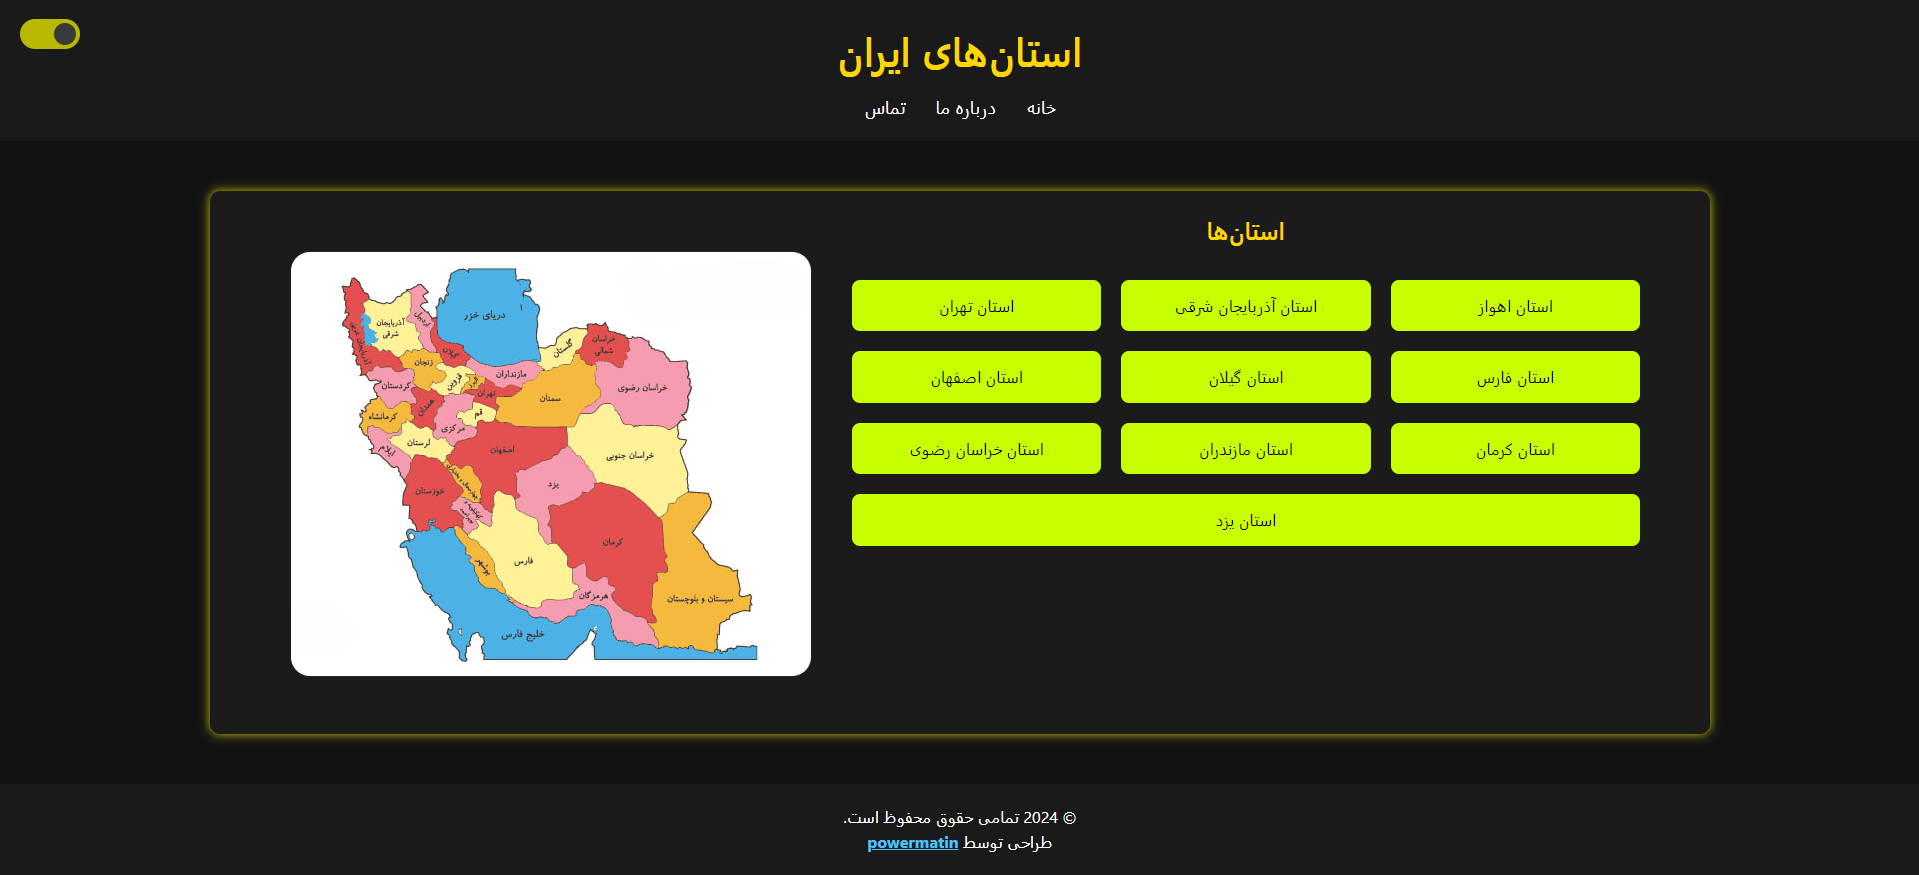 استان‌های ایران
خانه
درباره ما
تماس
استان‌ها
استان اهواز
استان آذربایجان شرقی
استان تهران
استان فارس
استان گیلان
استان اصفهان
استان کرمان
استان مازندران
استان خراسان رضوی
استان یزد
دریای خزر
آذربایجان
شرقی
آذربایجان غربی
اردبیل
گیلان
زنجان
کردستان
قزوین
البرز
مازنداران
تهران
گلستان
خراسان
شمالی
خراسان رضوی
سمنان
همدان
کرمانشاه
مرکزی
قم
لرستان
ایلام
اصفهان
خراسان جنوبی
یزد
خوزستان
چهارمحال و بختیاری
کهگیلویه و
بویراحمد
کرمان
فارس
بوشهر
هرمزگان
سیستان و بلوچستان
خلیج فارس
© 2024 تمامی حقوق محفوظ است.
طراحی توسط powermatin